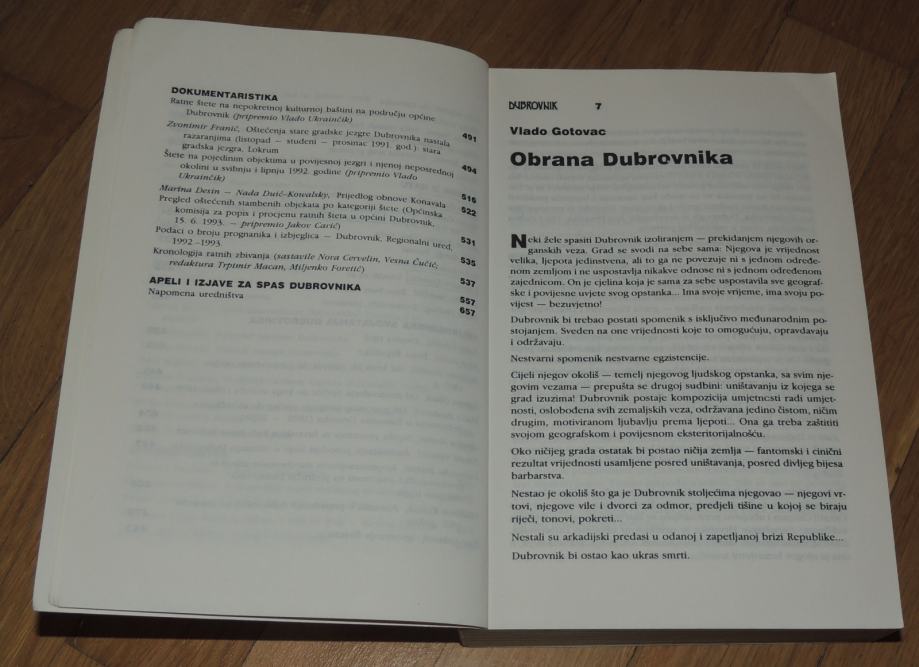 DOKUMENTARISTIKA
Ratne štete na nepokretnoj kulturnoj baštini na području općine
Dubrovnik (pripremio Vlado Ukrainčik) 491
Zvonimir Franić, Oštećenja stare gradske jezgre Dubrovnika nastala
razaranjima (listopad — studeni — prosinac 1991. god.): stara
gradska jezgra, Lokrum 494
Štete na pojedinim objektima u povijesnoj jezgri i njenoj neposrednoj
okolini u svibnju i lipnju 1992. godine (pripremio Vlado
Ukrainčik) 516
Marina Desin — Nada Duić-Kowalsky, Prijedlog obnove Konavala 522
Pregled oštećenih stambenih objekata po kategoriji štete (Općinska
komisija za popis i procjenu ratnih šteta u općini Dubrovnik,
15. 6. 1993. — pripremio Jakov Carić) 531
Podaci o broju prognanika i izbjeglica — Dubrovnik, Regionalni ured,
1992.-1993. 535
Kronologija ratnih zbivanja (sastavile Nora Cervelin, Vesna Čučić;
redaktura Trpimir Macan, Miljenko Foretić) 537
APELI I IZJAVE ZA SPAS DUBROVNIKA 557
Napomena uredništva 657
DUBROVNIK 7
Vlado Gotovac
Obrana Dubrovnika
Neki žele spasiti Dubrovnik izoliranjem — prekidanjem njegovih or-
ganskih veza. Grad se svodi na sebe sama: Njegova je vrijednost
velika, ljepota jedinstvena, ali to ga ne povezuje ni s jednom određe-
nom zemljom i ne uspostavlja nikakve odnose ni s jednom određenom
zajednicom. On je cjelina koja je sama za sebe uspostavila sve geograf-
ske i povijesne uvjete svog opstanka... Ima svoje vrijeme, ima svoju po-
vijest — bezuvjetno!
Dubrovnik bi trebao postati spomenik s isključivo međunarodnim po-
stojanjem. Sveden na one vrijednosti koje to omogućuju, opravdavaju
i održavaju.
Nestvarni spomenik nestvarne egzistencije.
Cijeli njegov okoliš — temelj njegovog ljudskog opstanka, sa svim nje-
govim vezama — prepušta se drugoj sudbini: uništavanju iz kojega se
grad izuzima! Dubrovnik postaje kompozicija umjetnosti radi umjet-
nosti, oslobođena svih zemaljskih veza, održavana jedino čistom, ničim
drugim, motiviranom ljubavlju prema ljepoti... Ona ga treba zaštititi
svojom geografskom i povijesnom eksteritorijalnošću.
Oko ničijeg grada ostatak bi postao ničija zemlja — fantomski i cinični
rezultat vrijednosti usamljene posred uništavanja, posred divljeg bijesa
barbarstva.
Nestao je okoliš što ga je Dubrovnik stoljećima njegovao — njegovi vr-
tovi, njegove vile i dvorci za odmor, predjeli tišine u kojoj se biraju
riječi, tonovi, pokreti...
Nestali su arkadijski predasi u odanoj i zapetljanoj brizi Republike...
Dubrovnik bi ostao kao ukras smrti.